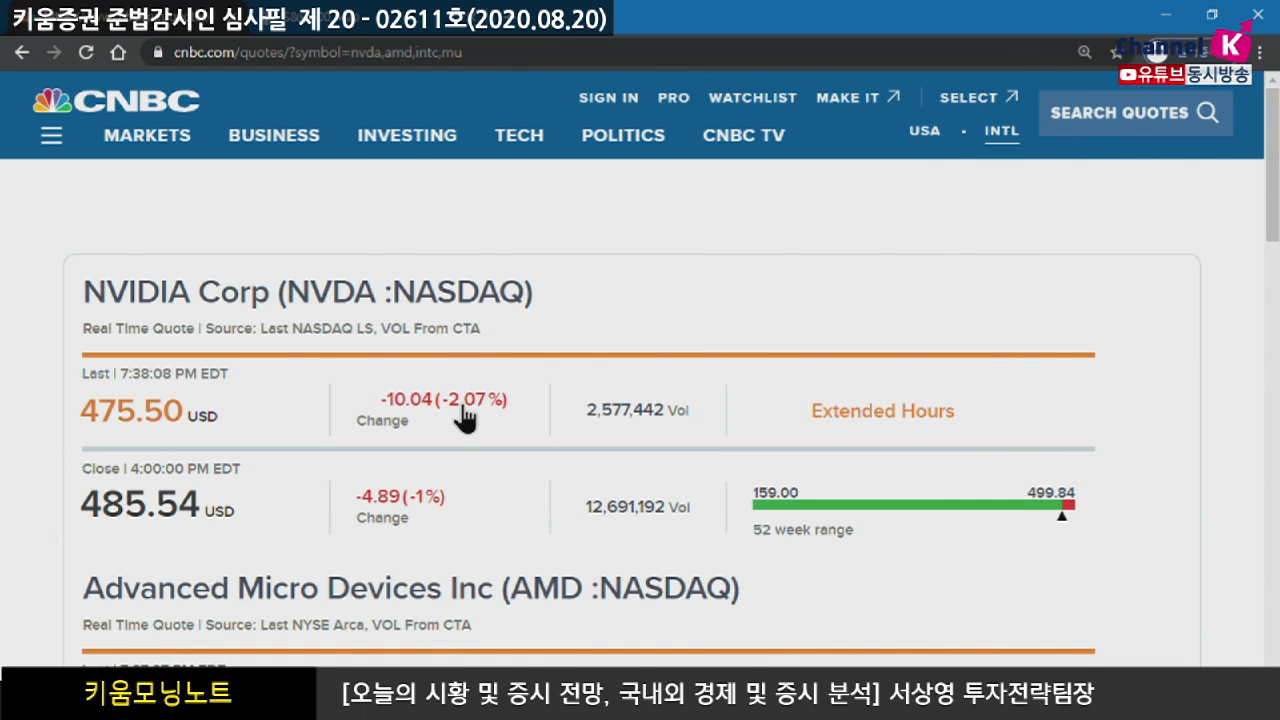 키움증권 준법감시인 심사필 제 20 - 02611호(2020.08.20)
cnbc.com/quotes/?symbol=nvda,amd,intc,mu
Channel K
유튜브 동시방송
CNBC
SIGN IN PRO WATCHLIST MAKE IT SELECT
USA · INTL
SEARCH QUOTES
MARKETS BUSINESS INVESTING TECH POLITICS CNBC TV
NVIDIA Corp (NVDA :NASDAQ)
Real Time Quote | Source: Last NASDAQ LS, VOL From CTA
Last | 7:38:08 PM EDT
475.50 USD
-10.04 (-2.07%)
Change
2,577,442 Vol
Extended Hours
Close | 4:00:00 PM EDT
485.54 USD
-4.89 (-1%)
Change
12,691,192 Vol
159.00 499.84
52 week range
Advanced Micro Devices Inc (AMD :NASDAQ)
Real Time Quote | Source: Last NYSE Arca, VOL From CTA
키움모닝노트
[오늘의 시황 및 증시 전망, 국내외 경제 및 증시 분석] 서상영 투자전략팀장